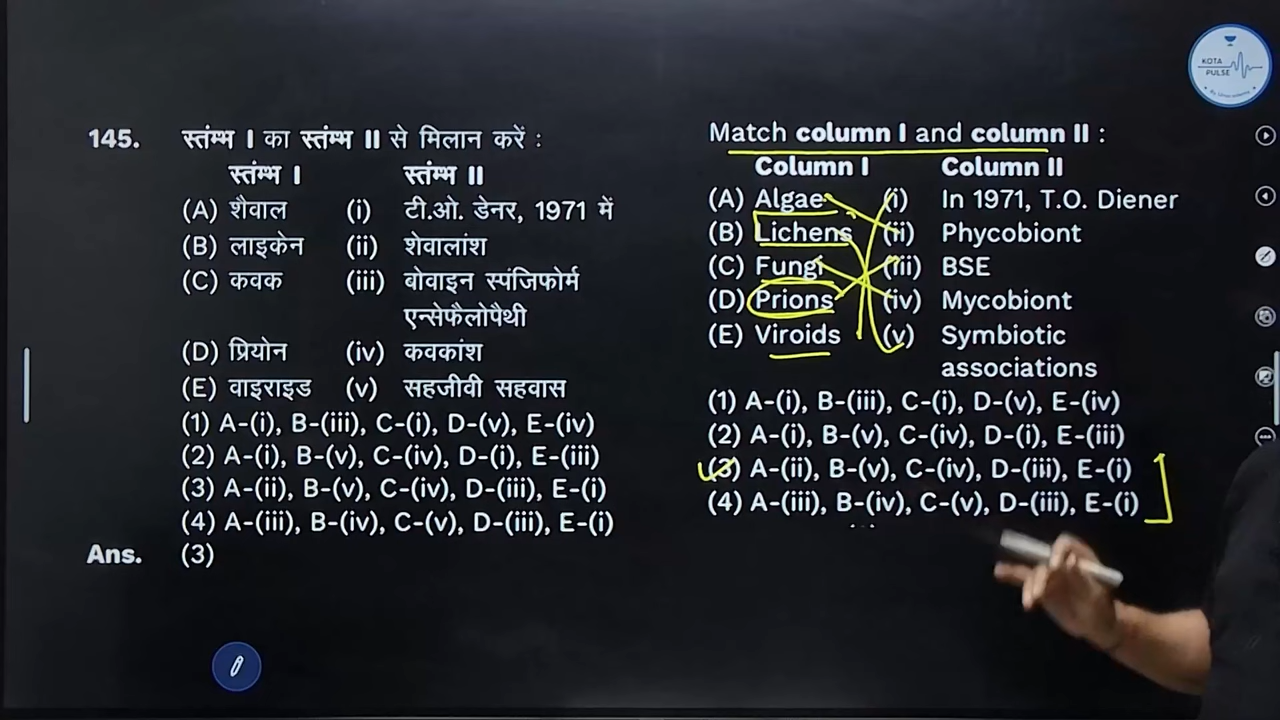 145. स्तंम्भ I का स्तंम्भ II से मिलान करें :
स्तंम्भ I स्तंम्भ II
(A) शैवाल (i) टी.ओ. डेनर, 1971 में
(B) लाइकेन (ii) शेवालांश
(C) कवक (iii) बोवाइन स्पंजिफोर्म
एन्सेफैलोपैथी
(D) प्रियोन (iv) कवकांश
(E) वाइराइड (v) सहजीवी सहवास
(1) A-(i), B-(iii), C-(i), D-(v), E-(iv)
(2) A-(i), B-(v), C-(iv), D-(i), E-(iii)
(3) A-(ii), B-(v), C-(iv), D-(iii), E-(i)
(4) A-(iii), B-(iv), C-(v), D-(iii), E-(i)
Ans. (3)
Match column I and column II :
Column I Column II
(A) Algae (i) In 1971, T.O. Diener
(B) Lichens (ii) Phycobiont
(C) Fungi (iii) BSE
(D) Prions (iv) Mycobiont
(E) Viroids (v) Symbiotic
associations
(1) A-(i), B-(iii), C-(i), D-(v), E-(iv)
(2) A-(i), B-(v), C-(iv), D-(i), E-(iii)
(3) A-(ii), B-(v), C-(iv), D-(iii), E-(i)
(4) A-(iii), B-(iv), C-(v), D-(iii), E-(i)
KOTA
PULSE